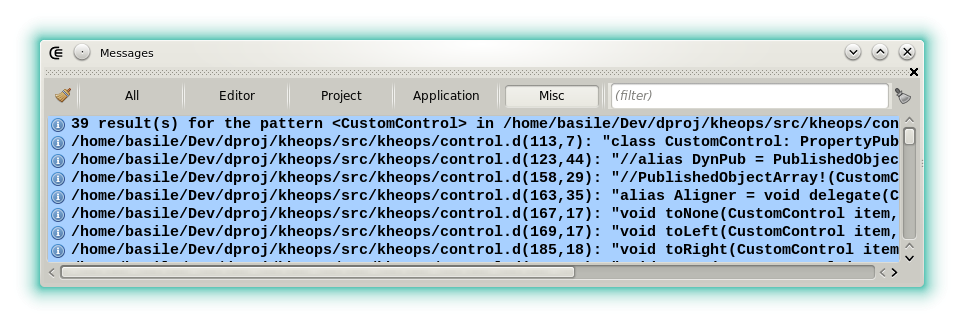 Messages
All Editor Project Application Misc (filter)
39 result(s) for the pattern <CustomControl> in /home/basile/Dev/dproj/kheops/src/kheops/con
/home/basile/Dev/dproj/kheops/src/kheops/control.d(113,7): "class CustomControl: PropertyPub
/home/basile/Dev/dproj/kheops/src/kheops/control.d(123,44): "//alias DynPub = PublishedObjec
/home/basile/Dev/dproj/kheops/src/kheops/control.d(158,29): "//PublishedObjectArray!(CustomC
/home/basile/Dev/dproj/kheops/src/kheops/control.d(163,35): "alias Aligner = void delegate(C
/home/basile/Dev/dproj/kheops/src/kheops/control.d(167,17): "void toNone(CustomControl item,
/home/basile/Dev/dproj/kheops/src/kheops/control.d(169,17): "void toLeft(CustomControl item,
/home/basile/Dev/dproj/kheops/src/kheops/control.d(185,18): "void toRight(CustomControl item